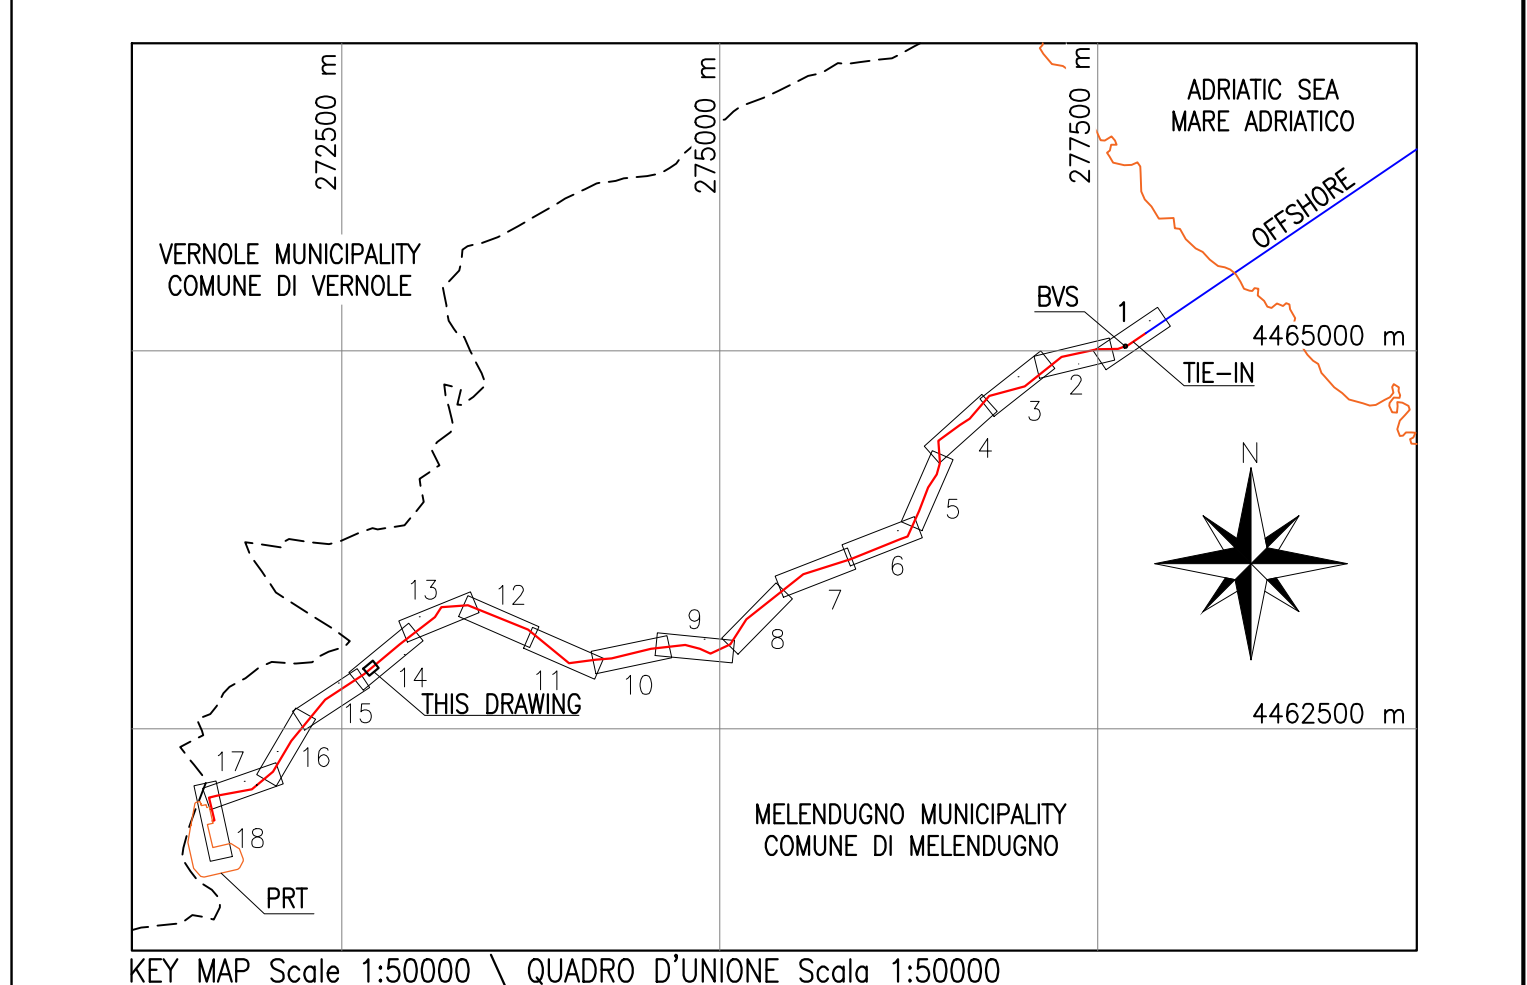 272500 m
275000 m
277500 m
ADRIATIC SEA
MARE ADRIATICO
OFFSHORE
VERNOLE MUNICIPALITY
COMUNE DI VERNOLE
BVS
1
4465000 m
TIE-IN
2
3
4
N
5
6
7
8
9
10
11
12
13
14
THIS DRAWING
15
4462500 m
16
17
18
MELENDUGNO MUNICIPALITY
COMUNE DI MELENDUGNO
PRT
KEY MAP Scale 1:50000 \ QUADRO D'UNIONE Scala 1:50000